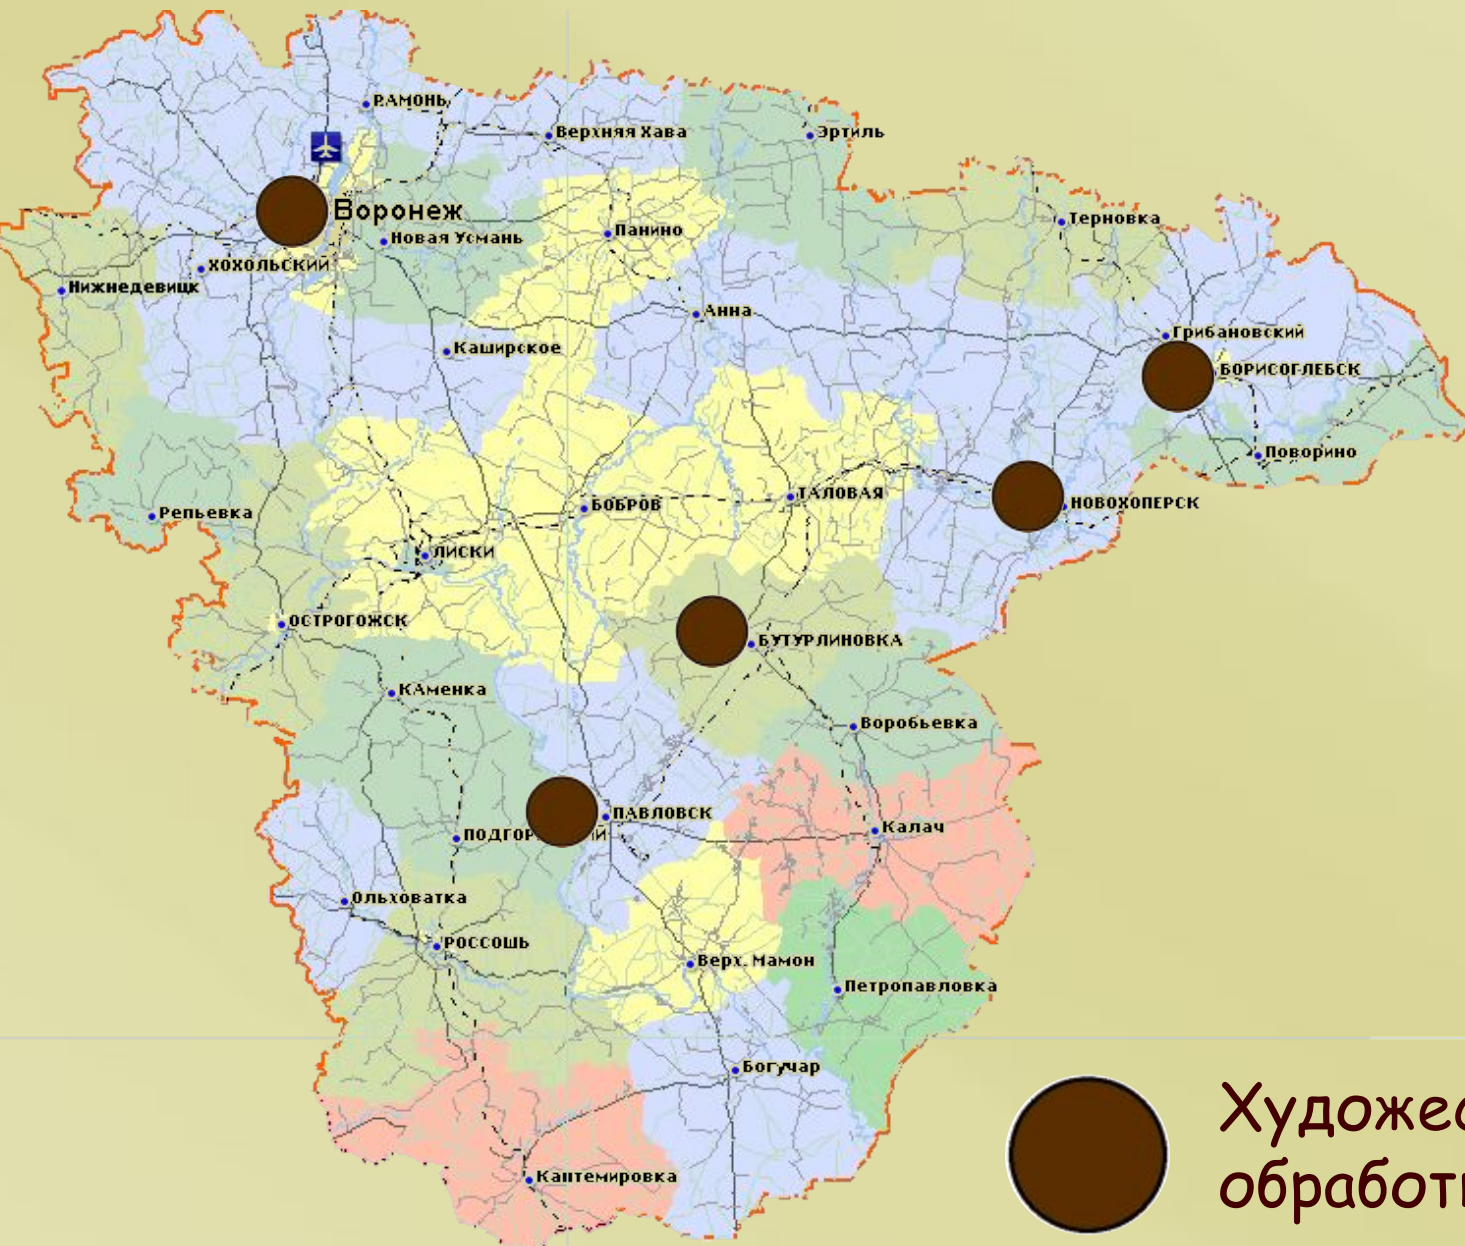 РАМОНЬ
Верхняя Хава
Эртиль
Воронеж
Новая Усмань
Панино
Терновка
ХОХОЛЬСКИЙ
Нижнедевицк
Анна
Грибановский
Каширское
БОРИСОГЛЕБСК
Поворино
Репьевка
БОБРОВ
ТАЛОВАЯ
НОВОХОПЕРСК
ЛИСКИ
ОСТРОГОЖСК
БУТУРЛИНОВКА
КАменка
Воробьевка
ПАВЛОВСК
Калач
Ольховатка
РОССОШЬ
Верх. Мамон
Петропавловка
Богучар
Кантемировка